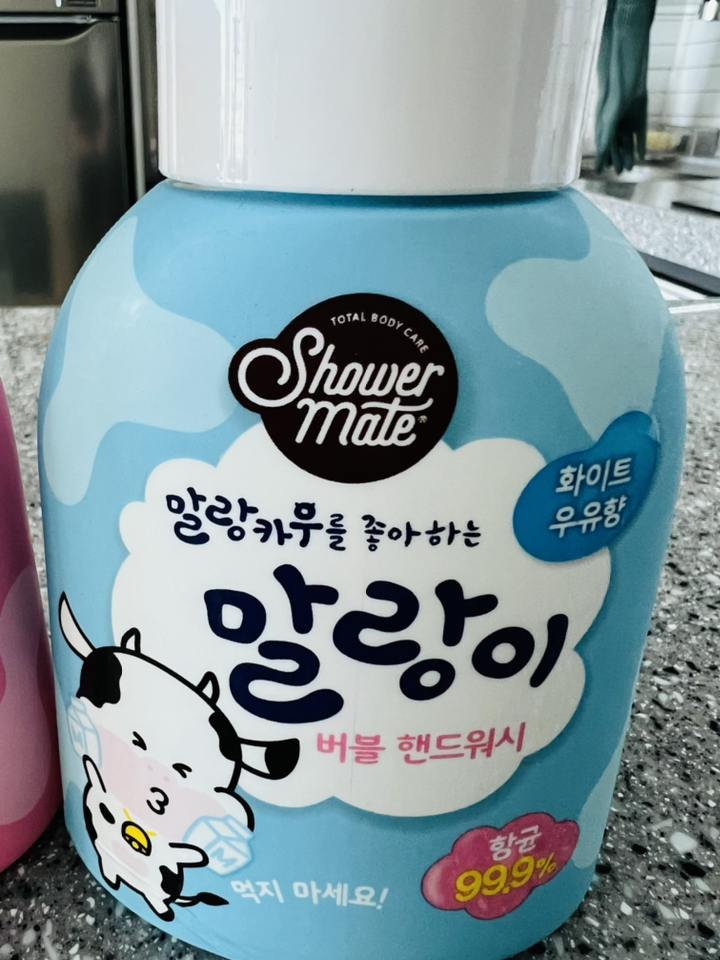 TOTAL BODY CARE
Shower
Mate®
화이트
우유향
말랑카우를 좋아하는
말랑이
버블 핸드워시
항균
99.9%
먹지 마세요!
M